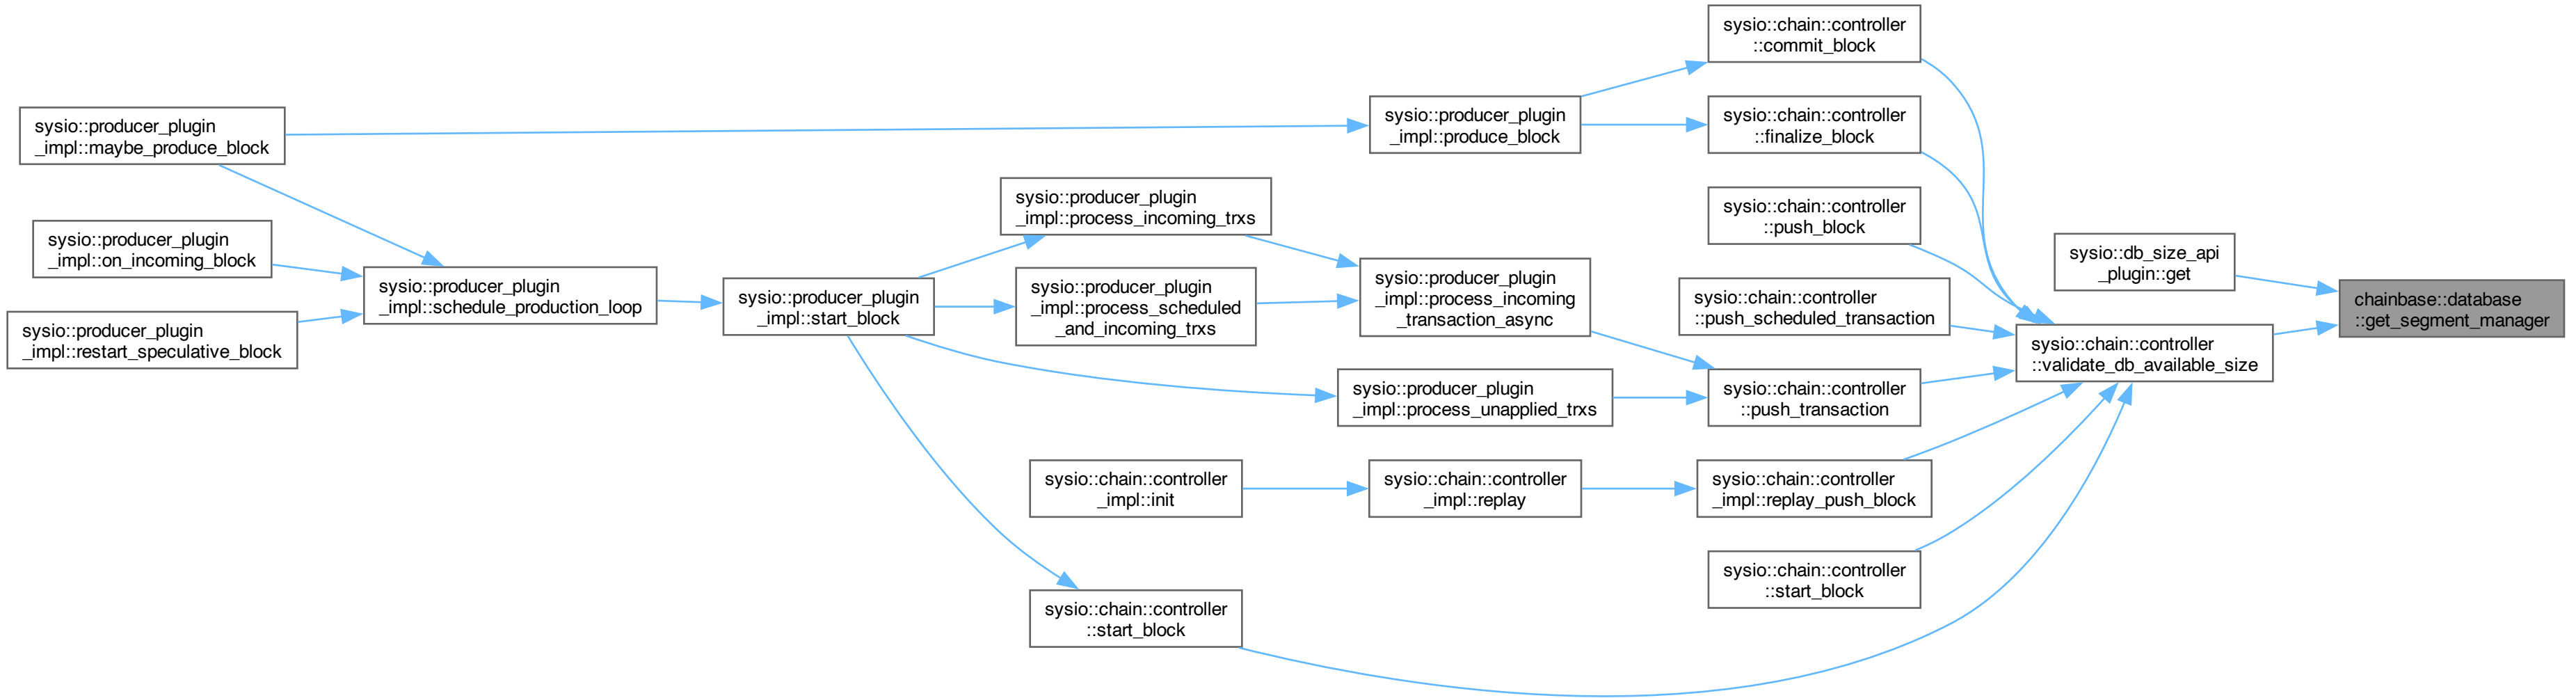 sysio::chain::controller
::commit_block
sysio::producer_plugin
_impl::maybe_produce_block
sysio::producer_plugin
_impl::produce_block
sysio::chain::controller
::finalize_block
sysio::producer_plugin
_impl::process_incoming_trxs
sysio::chain::controller
::push_block
sysio::producer_plugin
_impl::on_incoming_block
sysio::db_size_api
_plugin::get
sysio::producer_plugin
_impl::schedule_production_loop
sysio::producer_plugin
_impl::start_block
sysio::producer_plugin
_impl::process_scheduled
_and_incoming_trxs
sysio::producer_plugin
_impl::process_incoming
_transaction_async
sysio::chain::controller
::push_scheduled_transaction
chainbase::database
::get_segment_manager
sysio::producer_plugin
_impl::restart_speculative_block
sysio::chain::controller
::validate_db_available_size
sysio::producer_plugin
_impl::process_unapplied_trxs
sysio::chain::controller
::push_transaction
sysio::chain::controller
_impl::init
sysio::chain::controller
_impl::replay
sysio::chain::controller
_impl::replay_push_block
sysio::chain::controller
::start_block
sysio::chain::controller
::start_block